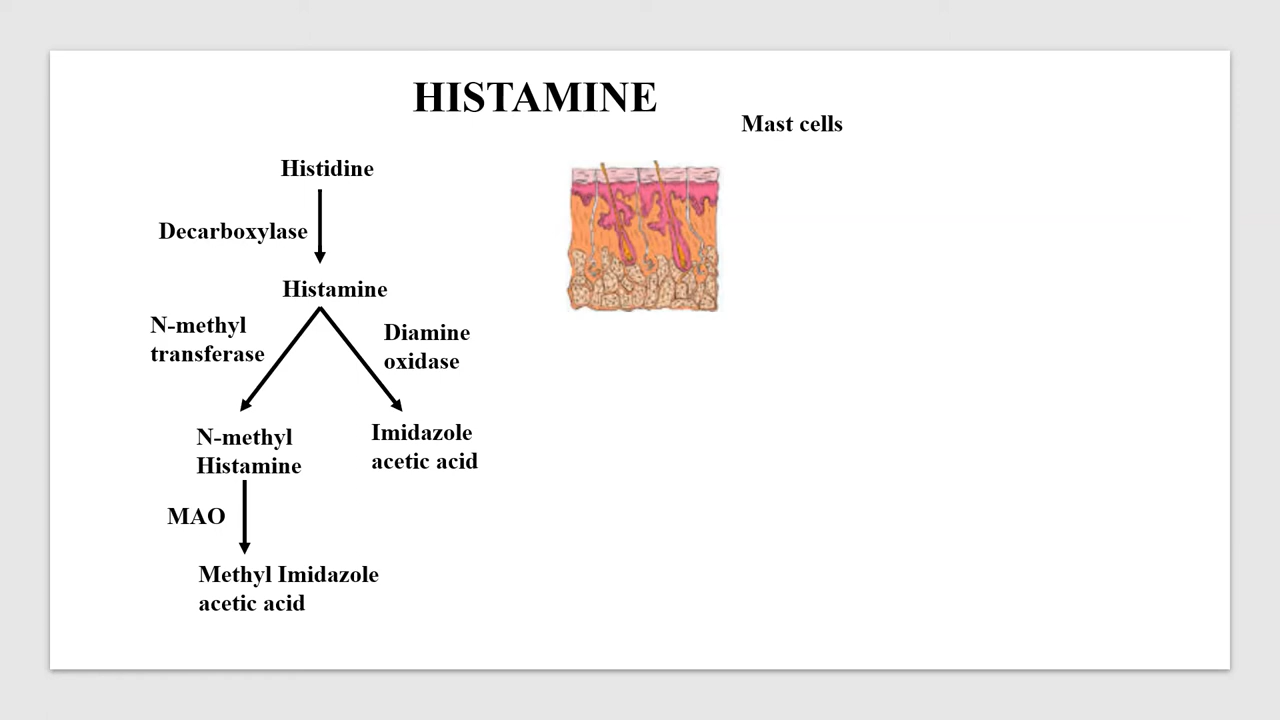 HISTAMINE
Mast cells
Histidine
Decarboxylase
Histamine
N-methyl
transferase
Diamine
oxidase
N-methyl
Histamine
Imidazole
acetic acid
MAO
Methyl Imidazole
acetic acid